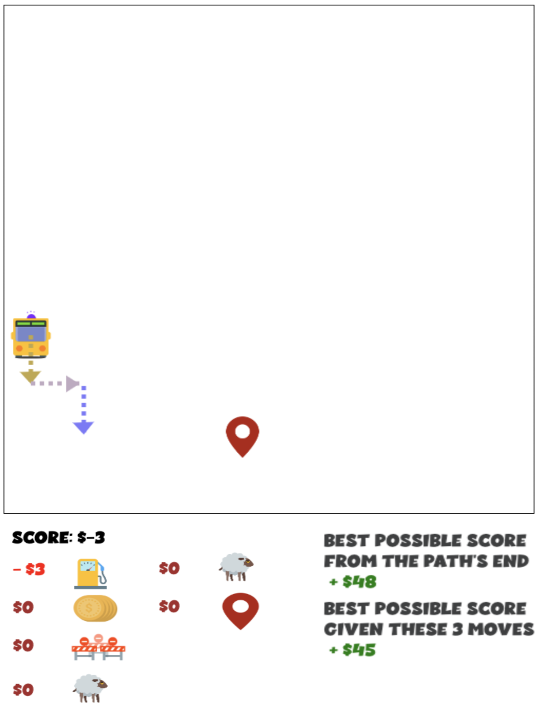 SCORE: $-3
- $3
$0
$0
$0
$0
$0
BEST POSSIBLE SCORE
FROM THE PATH'S END
+ $48
BEST POSSIBLE SCORE
GIVEN THESE 3 MOVES
+ $45